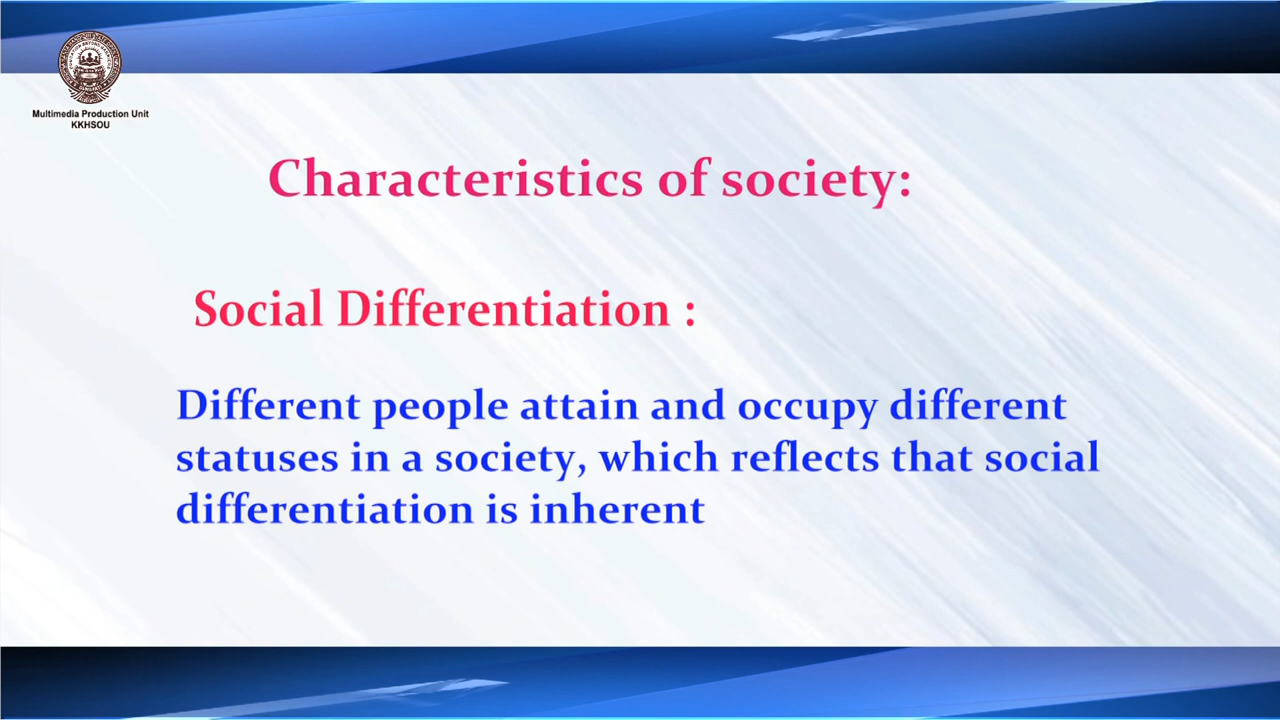 Multimedia Production Unit
KKHSOU
Characteristics of society:
Social Differentiation :
Different people attain and occupy different
statuses in a society, which reflects that social
differentiation is inherent